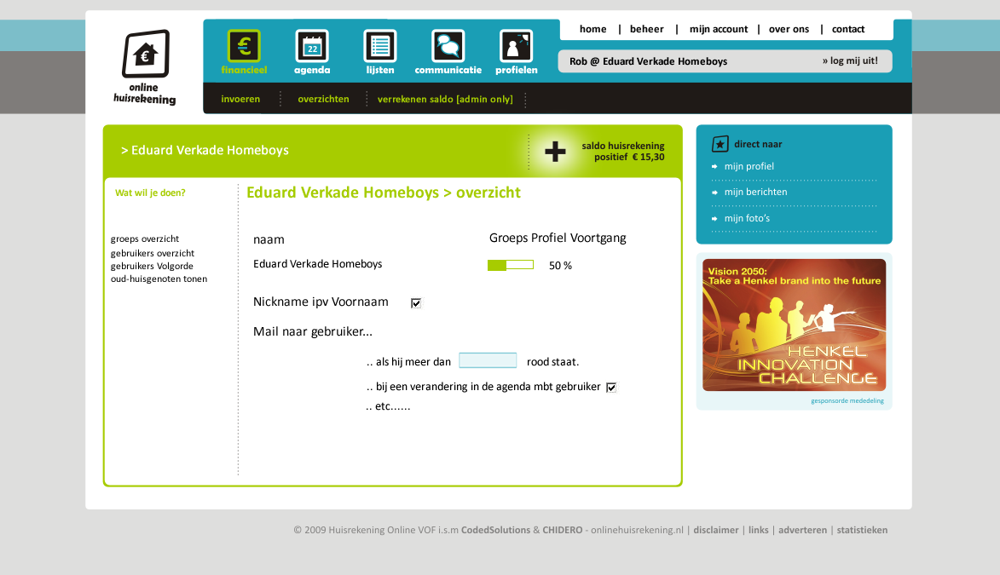 home | beheer | mijn account | over ons | contact
€
€
22
financieel
agenda
lijsten
communicatie
profielen
Rob @ Eduard Verkade Homeboys
» log mij uit!
online
huisrekening
invoeren
overzichten
verrekenen saldo [admin only]
> Eduard Verkade Homeboys
saldo huisrekening
positief € 15,30
direct naar
mijn profiel
mijn berichten
mijn foto's
Wat wil je doen?
groeps overzicht
gebruikers overzicht
gebruikers Volgorde
oud-huisgenoten tonen
Eduard Verkade Homeboys > overzicht
naam
Groeps Profiel Voortgang
Eduard Verkade Homeboys
50 %
Nickname ipv Voornaam
Mail naar gebruiker...
.. als hij meer dan
rood staat.
.. bij een verandering in de agenda mbt gebruiker
.. etc......
Vision 2050:
Take a Henkel brand into the future
HENKEL
INNOVATION
CHALLENGE
gesponsorde mededeling
© 2009 Huisrekening Online VOF i.s.m CodedSolutions & CHIDERO - onlinehuisrekening.nl | disclaimer | links | adverteren | statistieken